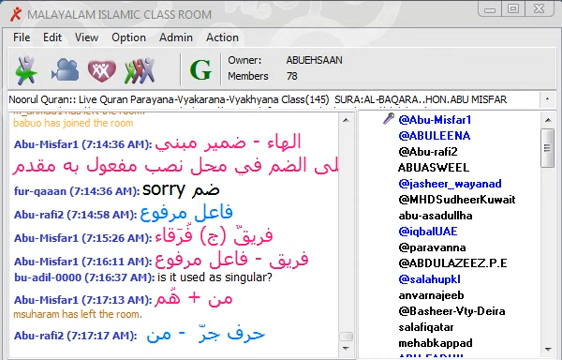 MALAYALAM ISLAMIC CLASS ROOM
File Edit View Option Admin Action
G
Owner: ABUEHSAAN
Members 78
Noorul Quran:: Live Quran Parayana-Vyakarana-Vyakhyana Class(145) SURA:AL-BAQARA..HON.ABU MISFAR
babuo has joined the room.
Abu-Misfar1 (7:14:36 AM): الهاء - ضمير مبني
لى الضم في محل نصب مفعول به مقدم
fur-qaaan (7:14:36 AM): sorry ضم
Abu-rafi2 (7:14:58 AM): فاعل مرفوع
Abu-Misfar1 (7:15:26 AM): فريقّ (ج) فُرَقاء
Abu-Misfar1 (7:16:11 AM): فريق - فاعل مرفوع
bu-adil-0000 (7:16:37 AM): is it used as singular?
Abu-Misfar1 (7:17:13 AM): من + هُم
msuharam has left the room.
Abu-rafi2 (7:17:17 AM): حرف جرّ - من
@Abu-Misfar1
@ABULEENA
@Abu-rafi2
ABUASWEEL
@jasheer_wayanad
@MHDSudheerKuwait
abu-asadullha
@iqbalUAE
@paravanna
@ABDULAZEEZ.P.E
@salahupkl
anvarnajeeb
@Basheer-Vty-Deira
salafiqatar
mehabkappad